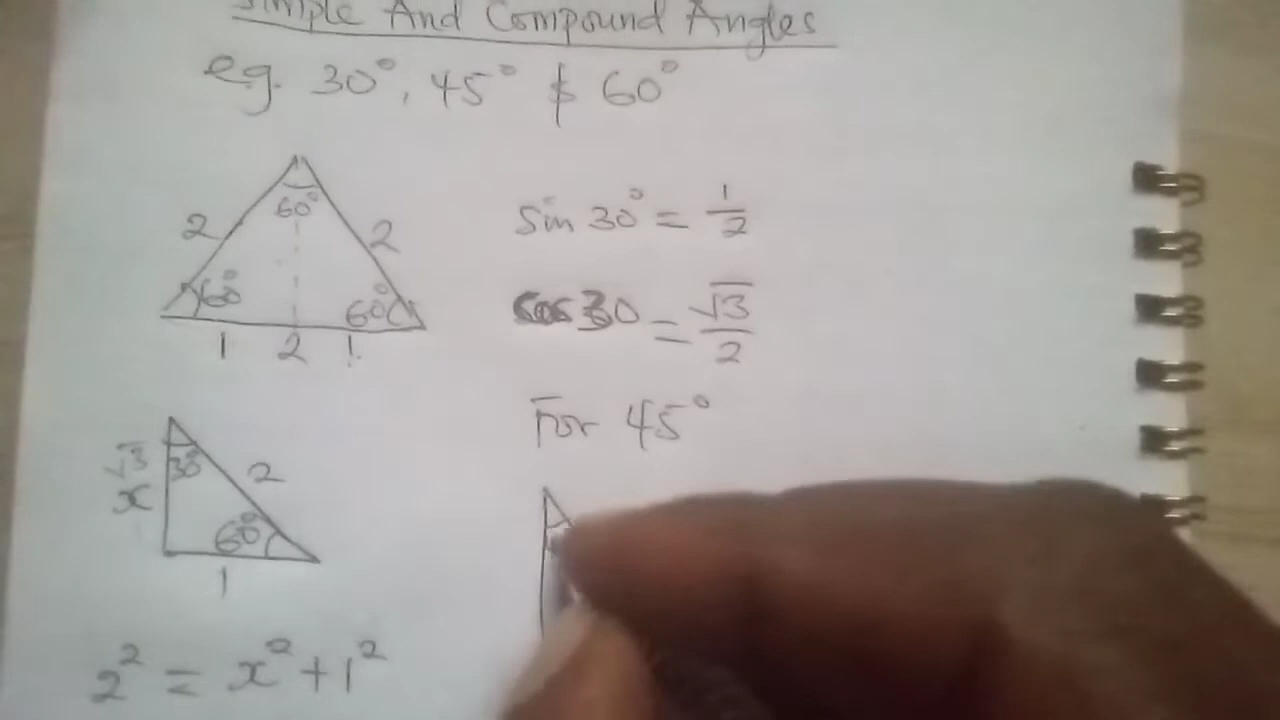 Simple And Compound Angles
e.g. 30°, 45° & 60°
60°
2
2
60°
60°
1 2 1
sin 30° = 1/2
cos 30 = √3/2
√3
x
30°
2
60°
1
2² = x² + 1²
For 45°